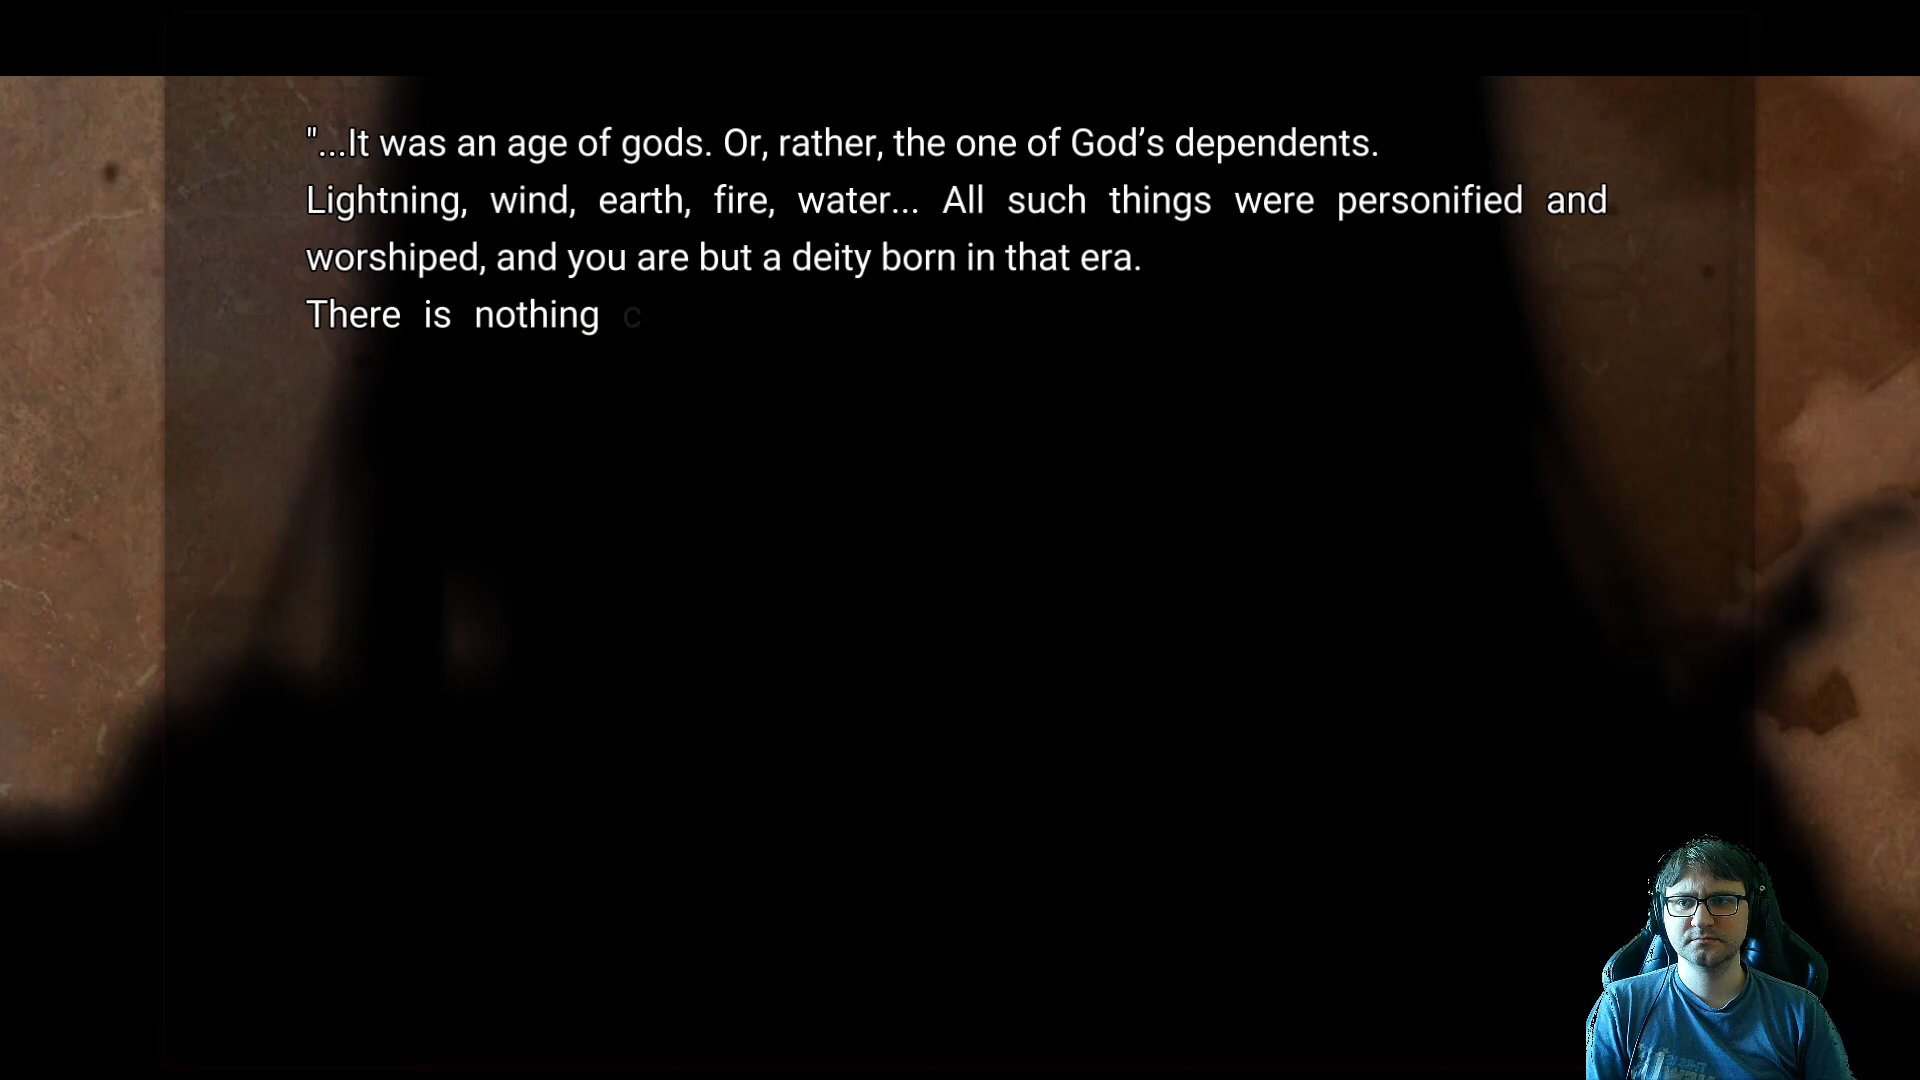 "...It was an age of gods. Or, rather, the one of God’s dependents.
Lightning, wind, earth, fire, water... All such things were personified and
worshiped, and you are but a deity born in that era.
There is nothing c